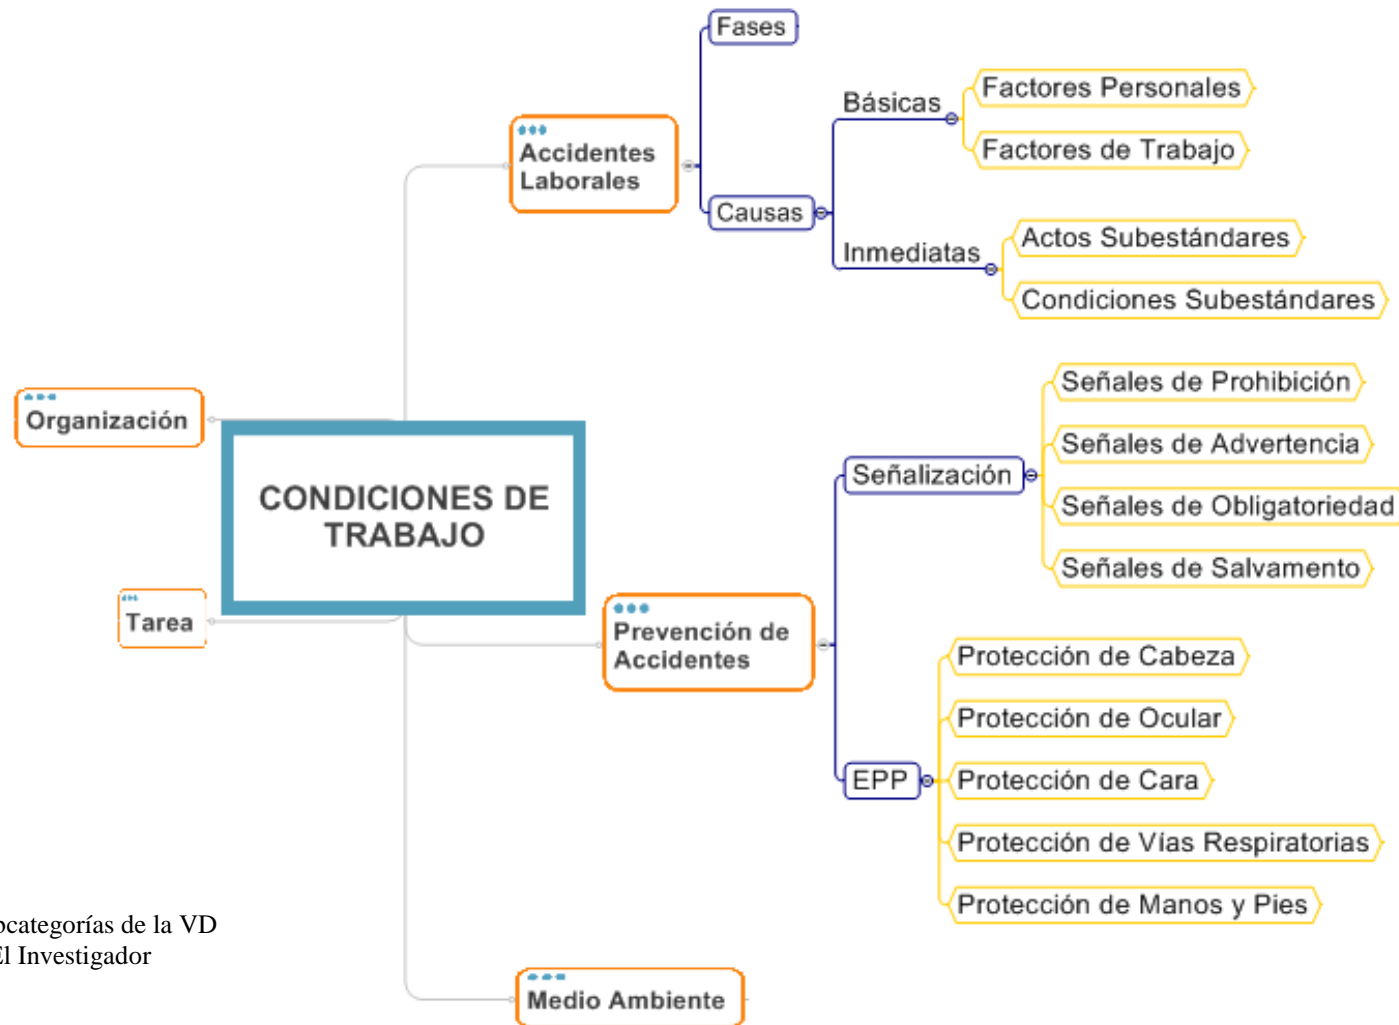 Fases
Básicas
Factores Personales
Factores de Trabajo
Accidentes
Laborales
Causas
Inmediatas
Actos Subestándares
Condiciones Subestándares
Organización
CONDICIONES DE
TRABAJO
Tarea
Señalización
Señales de Prohibición
Señales de Advertencia
Señales de Obligatoriedad
Señales de Salvamento
Prevención de
Accidentes
EPP
Protección de Cabeza
Protección de Ocular
Protección de Cara
Protección de Vías Respiratorias
Protección de Manos y Pies
de la VD
El Investigador
Medio Ambiente